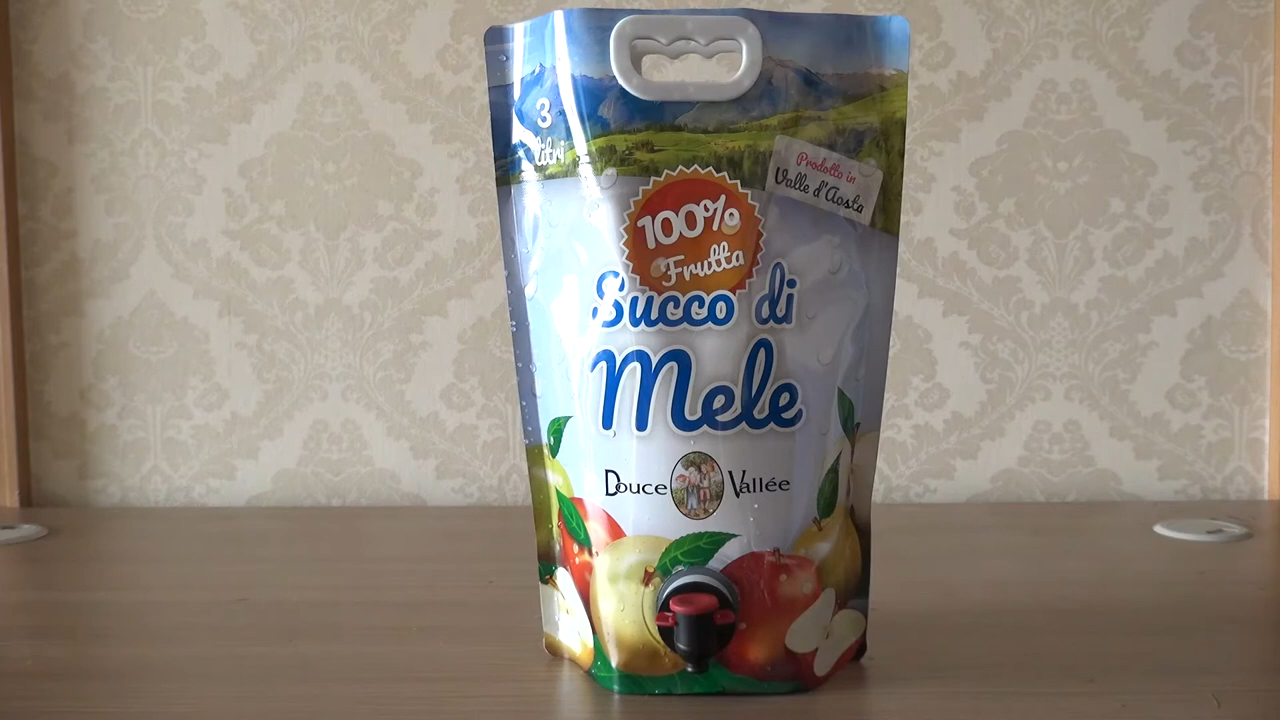 3
litri
Prodotto in
Valle d'Aosta
100%
Frutta
Succo di
Mele
Douce Vallée